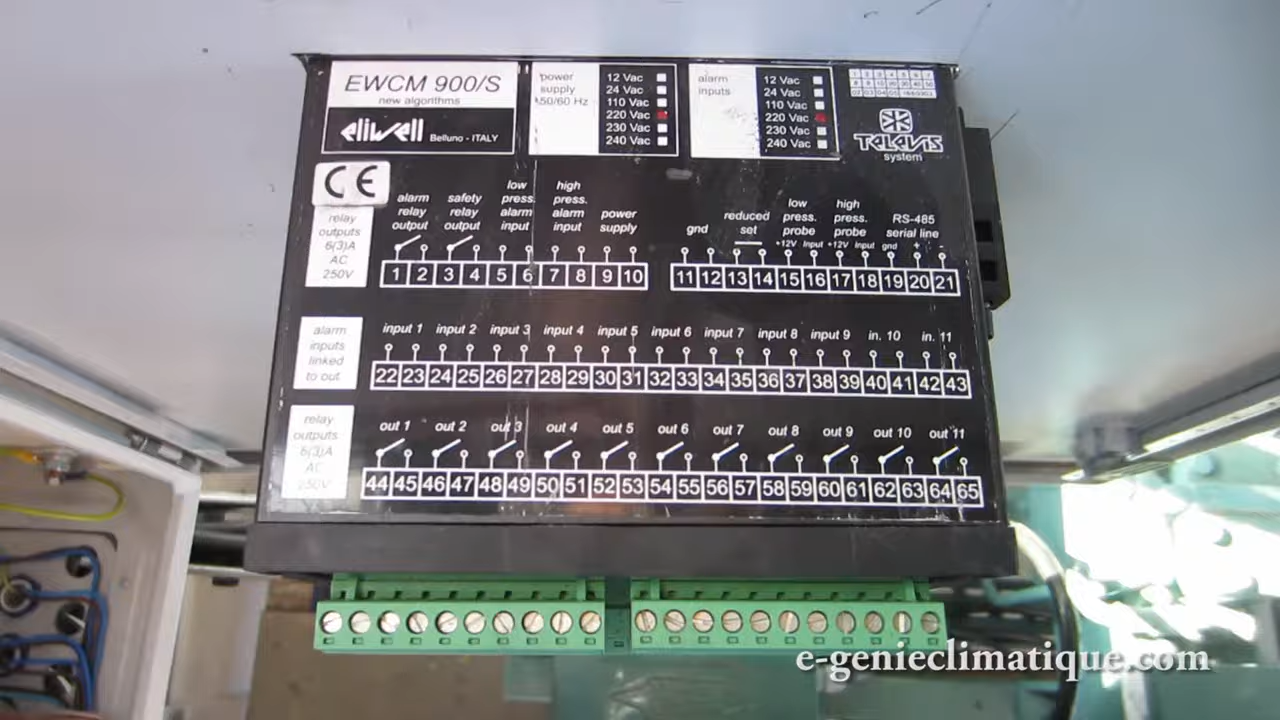 EWCM 900/S
new algorithms
eliwell Belluno - ITALY
power
supply
50/60 Hz
12 Vac
24 Vac
110 Vac
220 Vac
230 Vac
240 Vac
alarm
inputs
12 Vac
24 Vac
110 Vac
220 Vac
230 Vac
240 Vac
TELEVIS
system
CE
relay
outputs
6(3)A
AC
250V
alarm
relay
output
safety
relay
output
low
press.
alarm
input
high
press.
alarm
input
power
supply
1 2 3 4 5 6 7 8 9 10
gnd
reduced
set
low
press.
probe
+12V Input
high
press.
probe
+12V Input
RS-485
serial line
gnd + -
11 12 13 14 15 16 17 18 19 20 21
alarm
inputs
linked
to out
input 1 input 2 input 3 input 4 input 5 input 6 input 7 input 8 input 9 in. 10 in. 11
22 23 24 25 26 27 28 29 30 31 32 33 34 35 36 37 38 39 40 41 42 43
relay
outputs
6(3)A
AC
250V
out 1 out 2 out 3 out 4 out 5 out 6 out 7 out 8 out 9 out 10 out 11
44 45 46 47 48 49 50 51 52 53 54 55 56 57 58 59 60 61 62 63 64 65
e-genieclimatique.com